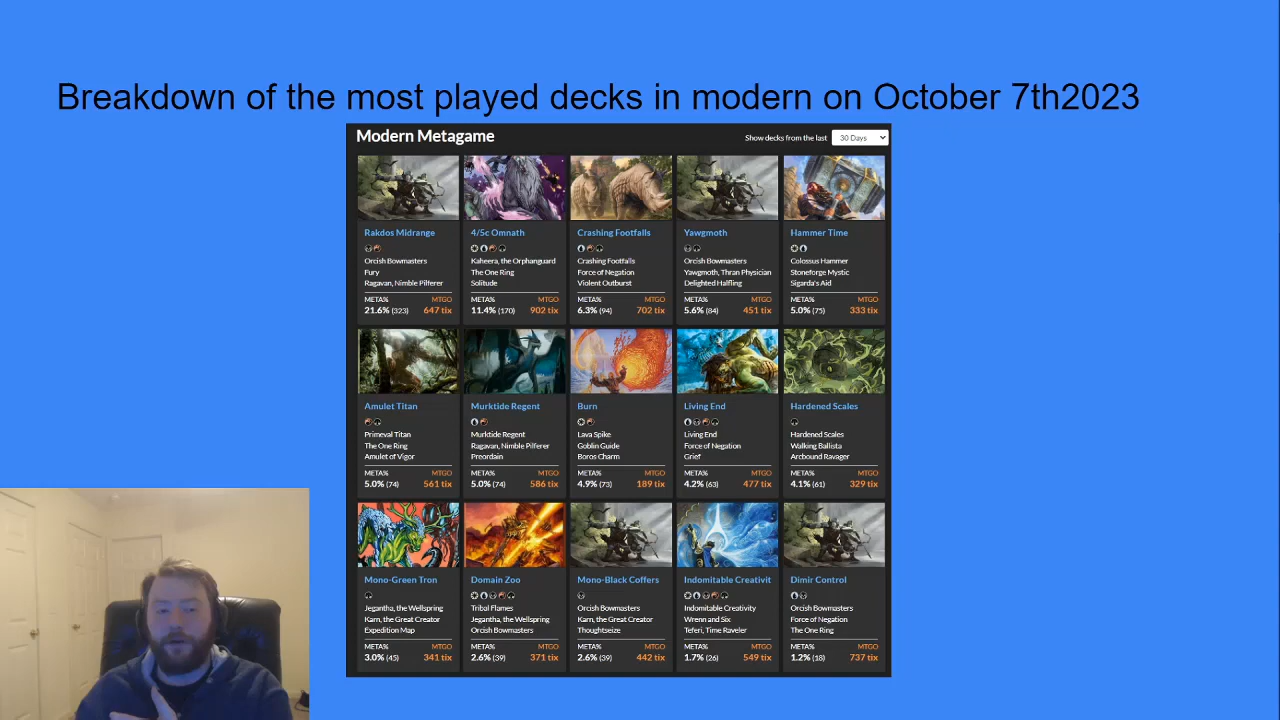 Breakdown of the most played decks in modern on October 7th2023
Modern Metagame
Show decks from the last 30 Days
Rakdos Midrange
Orcish Bowmasters
Fury
Ragavan, Nimble Pilferer
META% MTGO
21.6% (323) 647 tix
4/5c Omnath
Kaheera, the Orphanguard
The One Ring
Solitude
META% MTGO
11.4% (170) 902 tix
Crashing Footfalls
Crashing Footfalls
Force of Negation
Violent Outburst
META% MTGO
6.3% (94) 702 tix
Yawgmoth
Orcish Bowmasters
Yawgmoth, Thran Physician
Delighted Halfling
META% MTGO
5.6% (84) 451 tix
Hammer Time
Colossus Hammer
Stoneforge Mystic
Sigarda's Aid
META% MTGO
5.0% (75) 333 tix
Amulet Titan
Primeval Titan
The One Ring
Amulet of Vigor
META% MTGO
5.0% (74) 561 tix
Murktide Regent
Murktide Regent
Ragavan, Nimble Pilferer
Preordain
META% MTGO
5.0% (74) 586 tix
Burn
Lava Spike
Goblin Guide
Boros Charm
META% MTGO
4.9% (73) 189 tix
Living End
Living End
Force of Negation
Grief
META% MTGO
4.2% (63) 477 tix
Hardened Scales
Hardened Scales
Walking Ballista
Arcbound Ravager
META% MTGO
4.1% (61) 329 tix
Mono-Green Tron
Jegantha, the Wellspring
Karn, the Great Creator
Expedition Map
META% MTGO
3.0% (45) 341 tix
Domain Zoo
Tribal Flames
Jegantha, the Wellspring
Orcish Bowmasters
META% MTGO
2.6% (39) 371 tix
Mono-Black Coffers
Orcish Bowmasters
Karn, the Great Creator
Thoughtseize
META% MTGO
2.6% (39) 442 tix
Indomitable Creativit
Indomitable Creativity
Wrenn and Six
Teferi, Time Raveler
META% MTGO
1.7% (26) 549 tix
Dimir Control
Orcish Bowmasters
Force of Negation
The One Ring
META% MTGO
1.2% (18) 737 tix